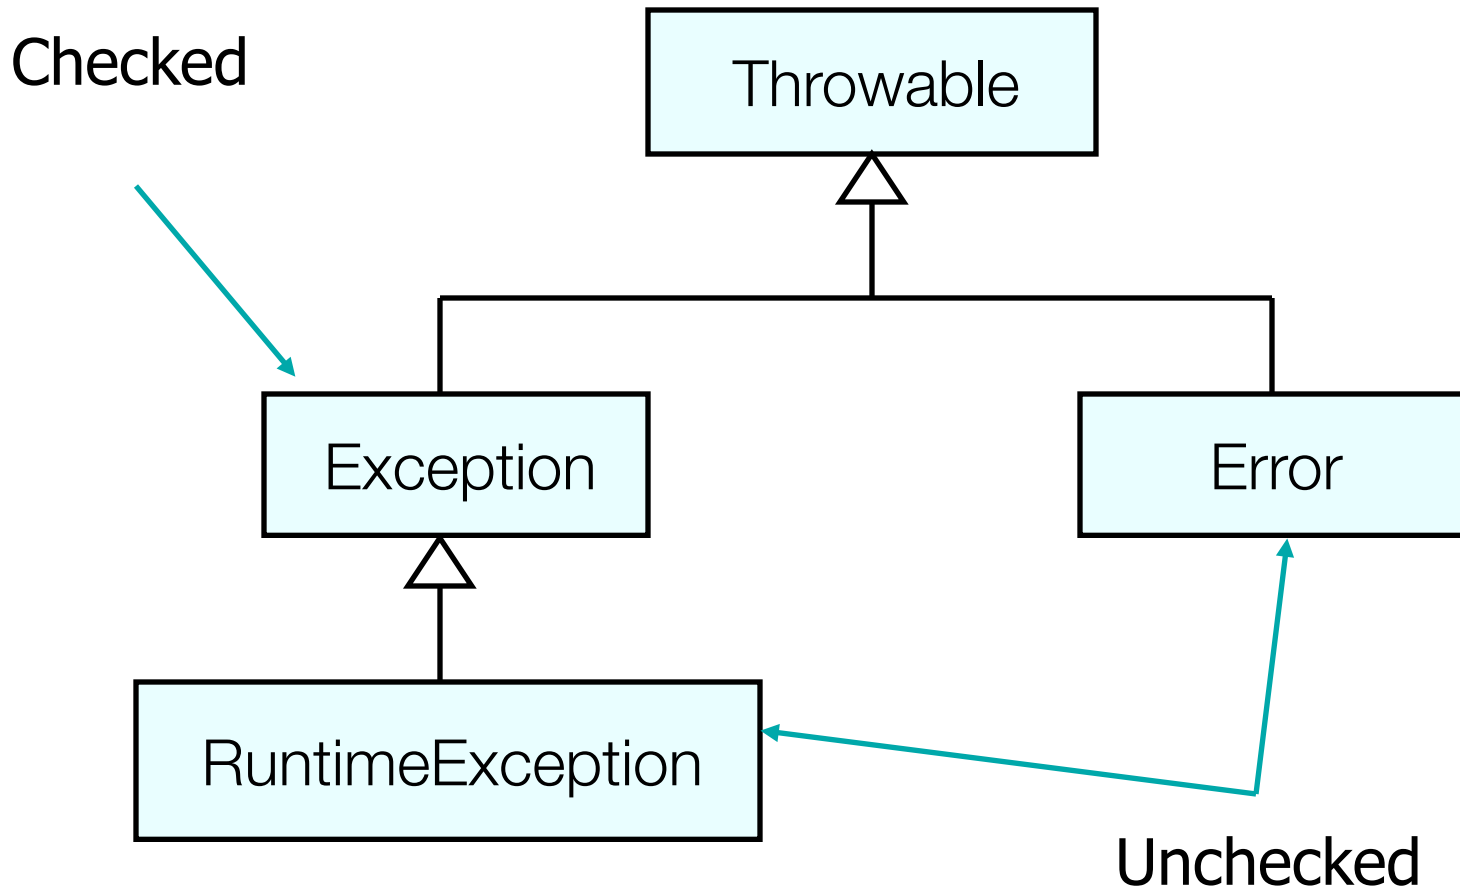 Checked
Throwable
Exception
Error
RuntimeException
Unchecked